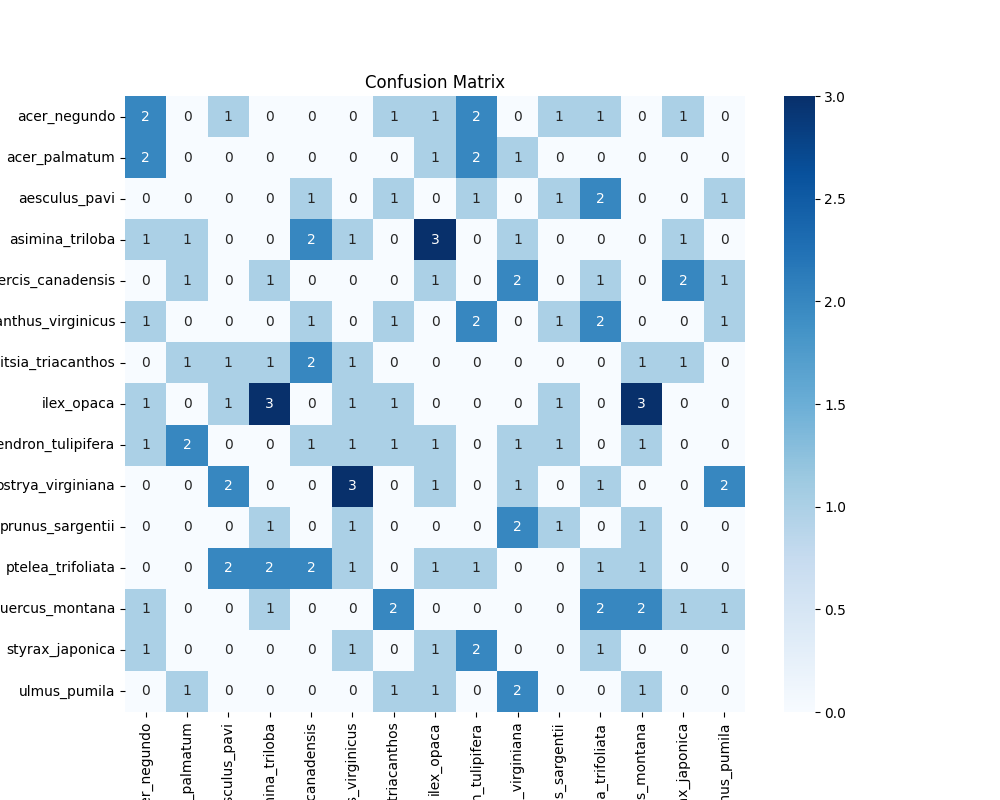 Confusion Matrix
acer_negundo 2 0 1 0 0 0 1 1 2 0 1 1 0 1 0
acer_palmatum 2 0 0 0 0 0 0 1 2 1 0 0 0 0 0
aesculus_pavi 0 0 0 0 1 0 1 0 1 0 1 2 0 0 1
asimina_triloba 1 1 0 0 2 1 0 3 0 1 0 0 0 1 0
ercis_canadensis 0 1 0 1 0 0 0 1 0 2 0 1 0 2 1
anthus_virginicus 1 0 0 0 1 0 1 0 2 0 1 2 0 0 1
itsia_triacanthos 0 1 1 1 2 1 0 0 0 0 0 0 1 1 0
ilex_opaca 1 0 1 3 0 1 1 0 0 0 1 0 3 0 0
endron_tulipifera 1 2 0 0 1 1 1 1 0 1 1 0 1 0 0
ostrya_virginiana 0 0 2 0 0 3 0 1 0 1 0 1 0 0 2
prunus_sargentii 0 0 0 1 0 1 0 0 0 2 1 0 1 0 0
ptelea_trifoliata 0 0 2 2 2 1 0 1 1 0 0 1 1 0 0
uercus_montana 1 0 0 1 0 0 2 0 0 0 0 2 2 1 1
styrax_japonica 1 0 0 0 0 1 0 1 2 0 0 1 0 0 0
ulmus_pumila 0 1 0 0 0 0 1 1 0 2 0 0 1 0 0
er_negundo
_palmatum
sculus_pavi
mina_triloba
canadensis
s_virginicus
triacanthos
ilex_opaca
n_tulipifera
_virginiana
s_sargentii
a_trifoliata
s_montana
ax_japonica
nus_pumila
3.0
2.5
2.0
1.5
1.0
0.5
0.0